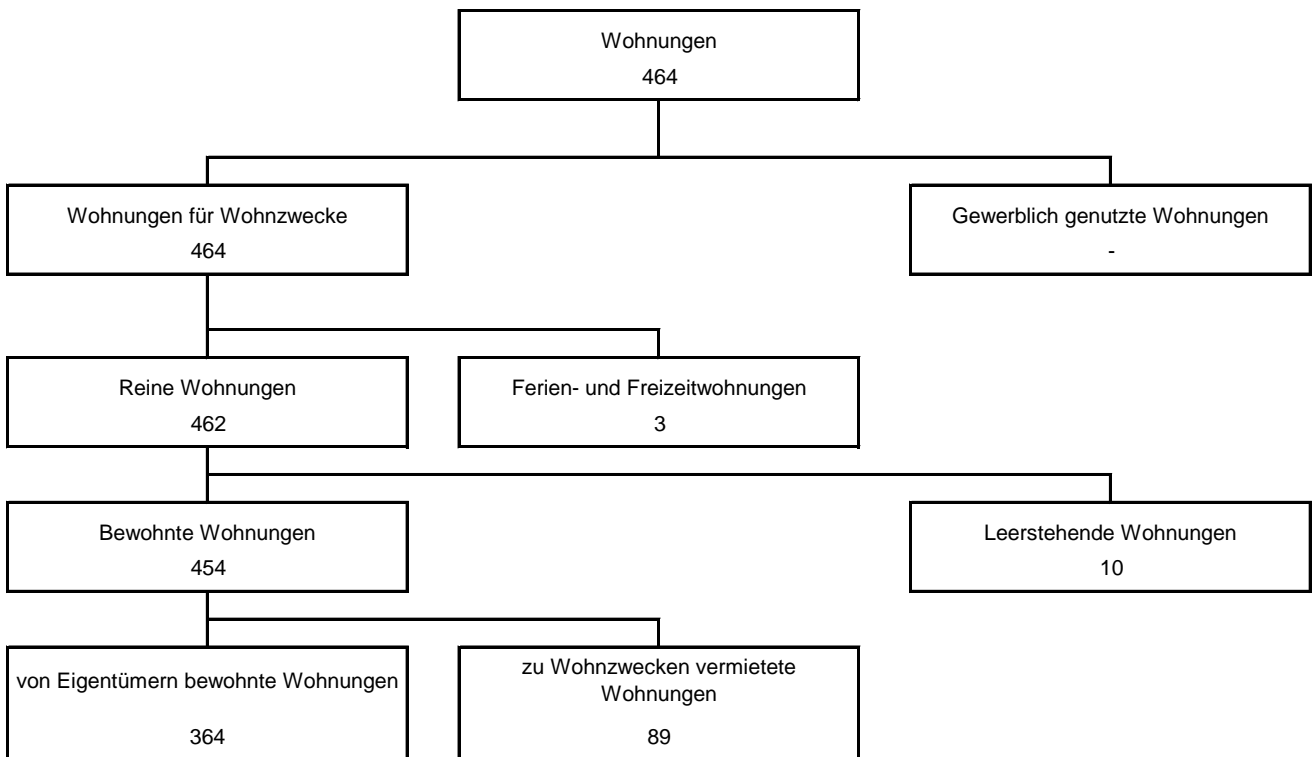 Wohnungen
464
Wohnungen für Wohnzwecke
464
Gewerblich genutzte Wohnungen
-
Reine Wohnungen
462
Ferien- und Freizeitwohnungen
3
Bewohnte Wohnungen
454
Leerstehende Wohnungen
10
von Eigentümern bewohnte Wohnungen
364
zu Wohnzwecken vermietete
Wohnungen
89